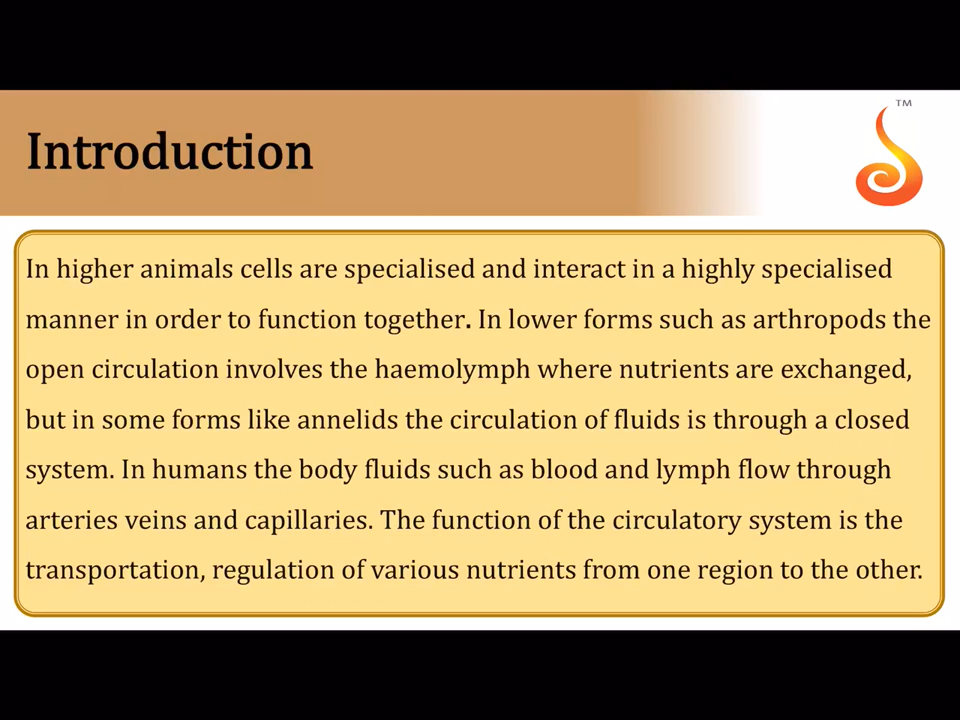 TM
Introduction
In higher animals cells are specialised and interact in a highly specialised
manner in order to function together. In lower forms such as arthropods the
open circulation involves the haemolymph where nutrients are exchanged,
but in some forms like annelids the circulation of fluids is through a closed
system. In humans the body fluids such as blood and lymph flow through
arteries veins and capillaries. The function of the circulatory system is the
transportation, regulation of various nutrients from one region to the other.